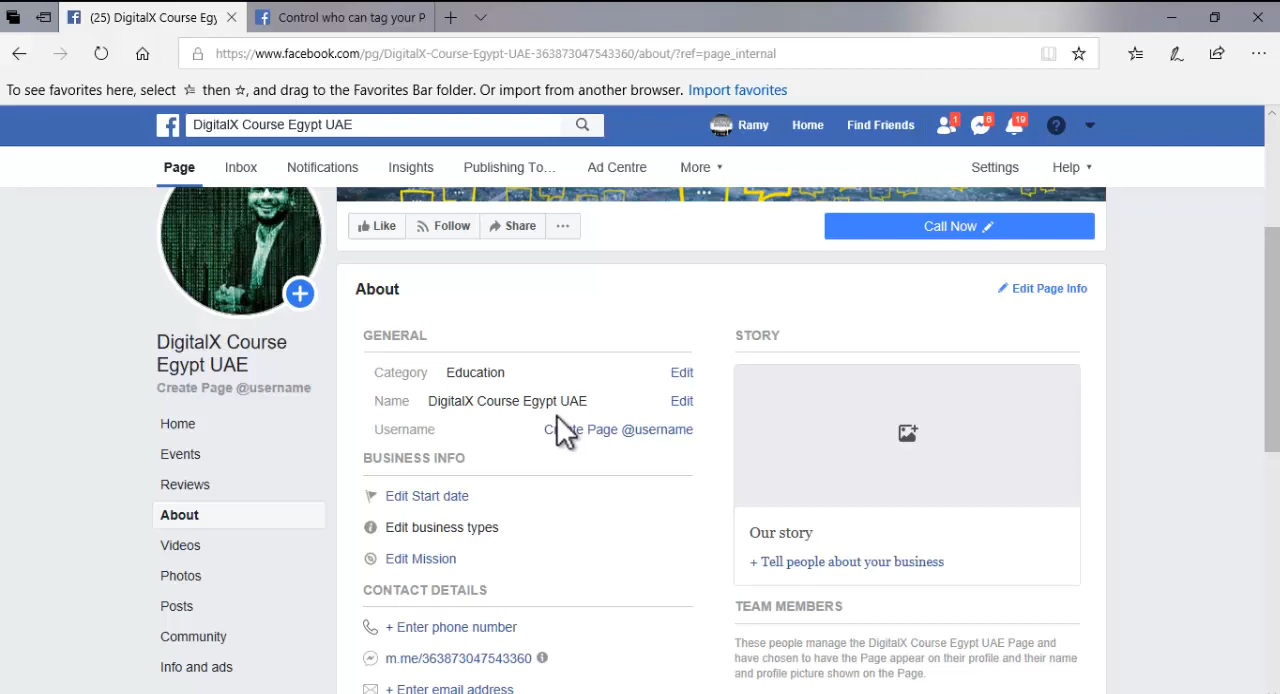 (25) DigitalX Course Eg
Control who can tag your P
https://www.facebook.com/pg/DigitalX-Course-Egypt-UAE-363873047543360/about/?ref=page_internal
To see favorites here, select then , and drag to the Favorites Bar folder. Or import from another browser. Import favorites
DigitalX Course Egypt UAE
Ramy Home Find Friends 1 6 19
Page Inbox Notifications Insights Publishing To... Ad Centre More Settings Help
Like Follow Share ...
Call Now
About
Edit Page Info
GENERAL
Category Education Edit
Name DigitalX Course Egypt UAE Edit
Username Create Page @username
BUSINESS INFO
Edit Start date
Edit business types
Edit Mission
CONTACT DETAILS
+ Enter phone number
m.me/363873047543360
+ Enter email address
STORY
Our story
+ Tell people about your business
TEAM MEMBERS
These people manage the DigitalX Course Egypt UAE Page and
have chosen to have the Page appear on their profile and their name
and profile picture shown on the Page.
DigitalX Course
Egypt UAE
Create Page @username
Home
Events
Reviews
About
Videos
Photos
Posts
Community
Info and ads